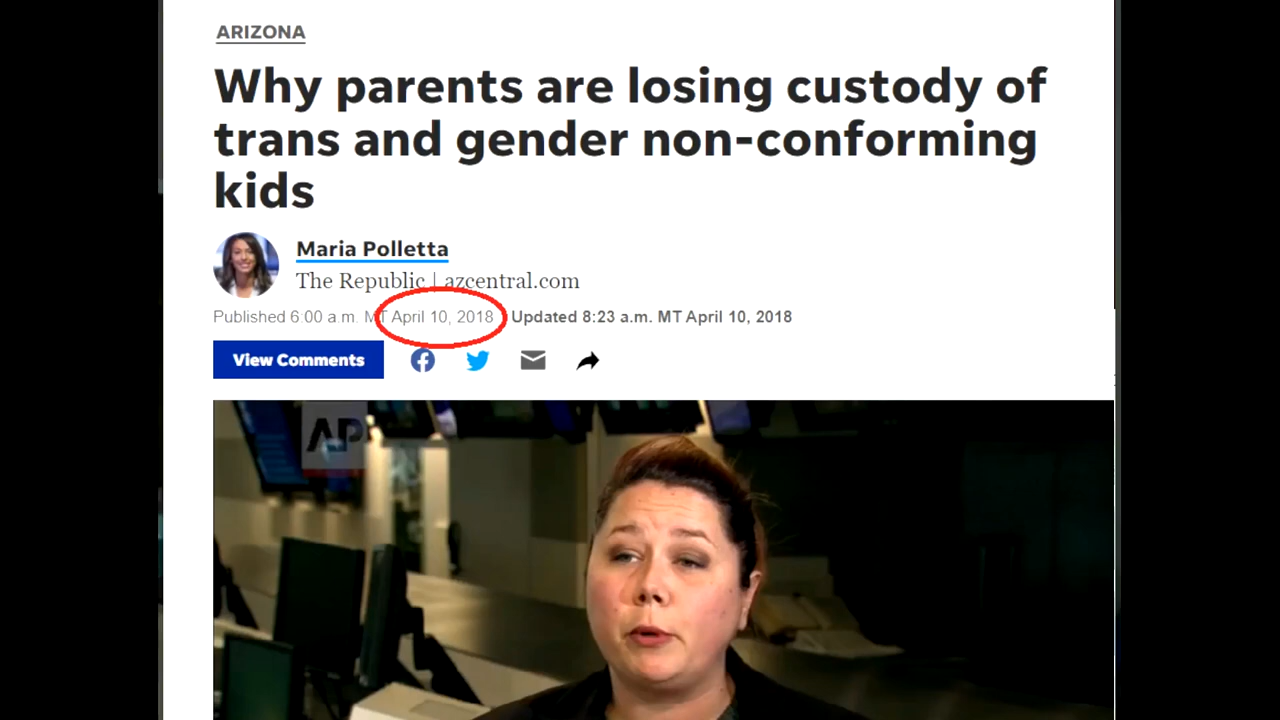 ARIZONA
Why parents are losing custody of
trans and gender non-conforming
kids
Maria Polletta
The Republic | azcentral.com
Published 6:00 a.m. MT April 10, 2018 Updated 8:23 a.m. MT April 10, 2018
View Comments
AP